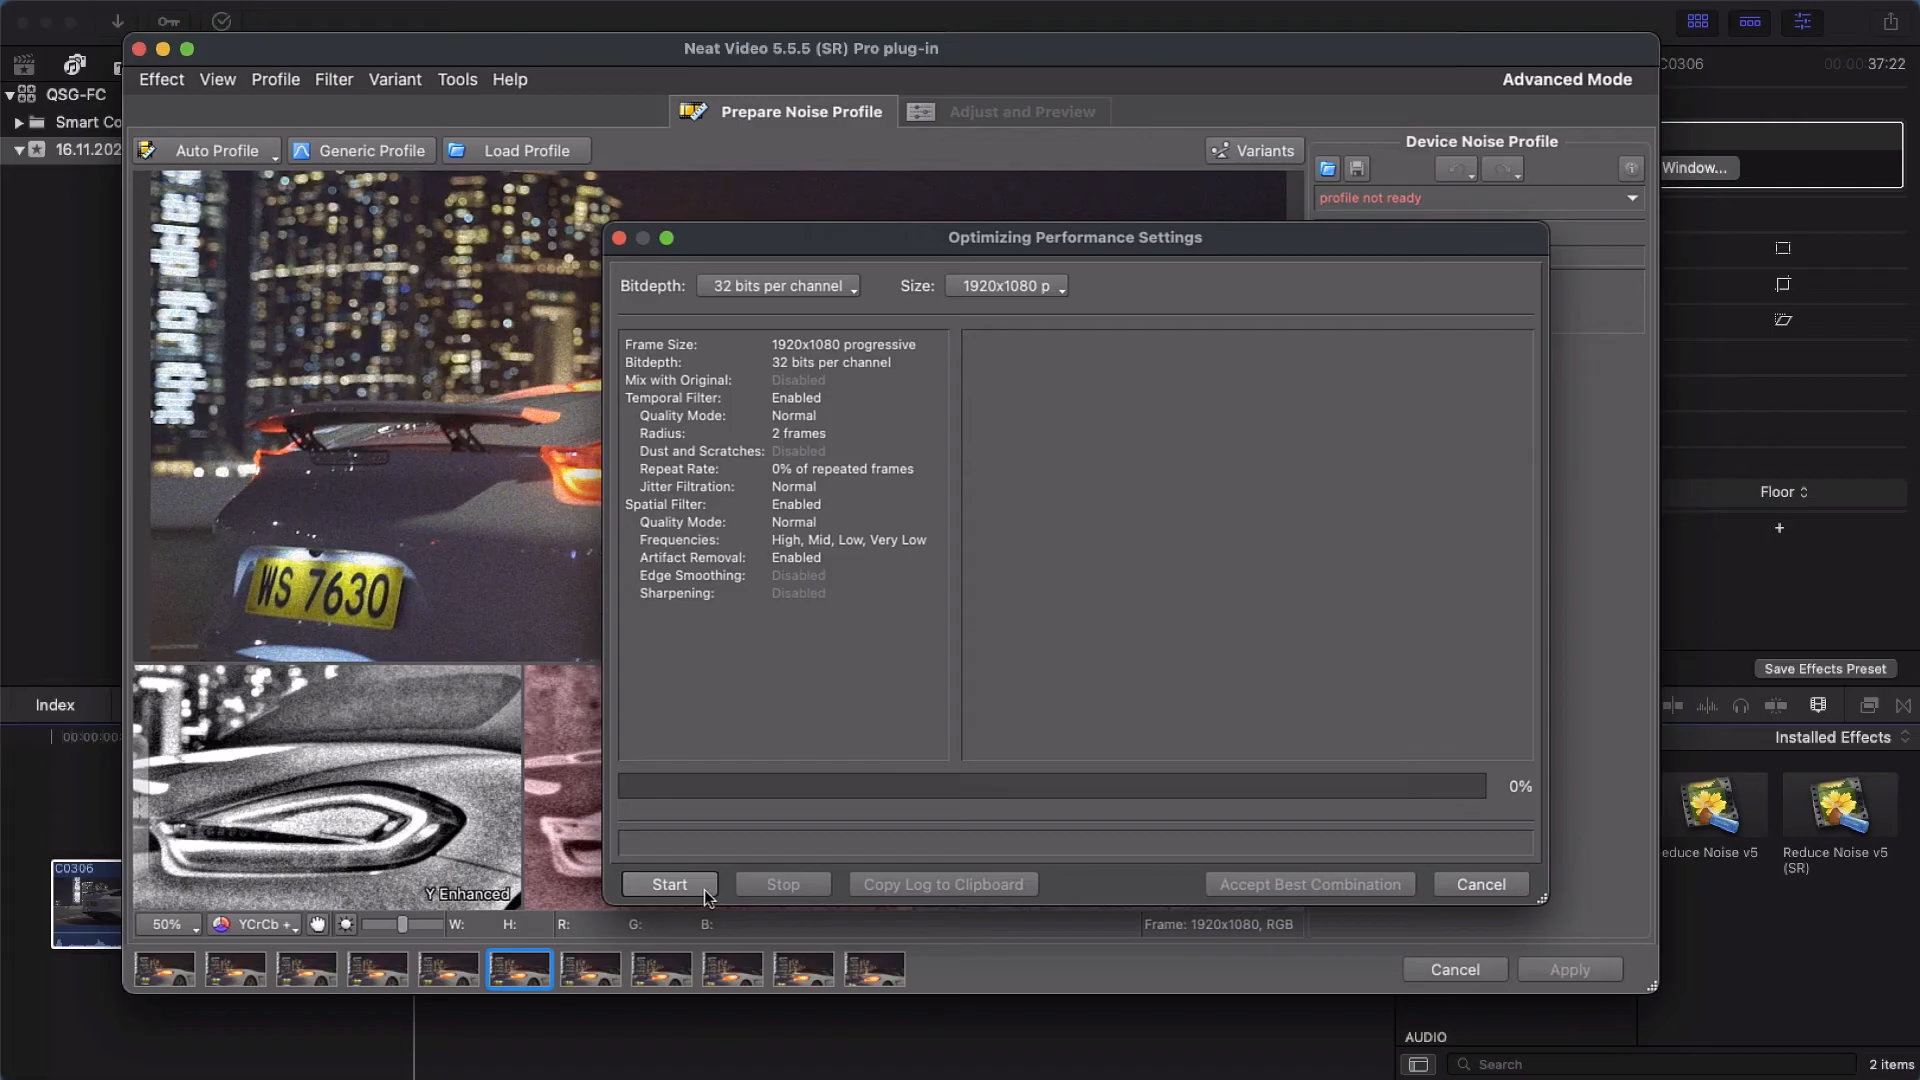 Neat Video 5.5.5 (SR) Pro plug-in
C0306
00:00:00 37:22
Effect View Profile Filter Variant Tools Help
Advanced Mode
QSG-FC
Smart Co
16.11.202
Prepare Noise Profile
Adjust and Preview
Auto Profile
Generic Profile
Load Profile
Variants
Device Noise Profile
Window...
profile not ready
Optimizing Performance Settings
Bitdepth: 32 bits per channel Size: 1920x1080 p
Frame Size: 1920x1080 progressive
Bitdepth: 32 bits per channel
Mix with Original: Disabled
Temporal Filter: Enabled
Quality Mode: Normal
Radius: 2 frames
Dust and Scratches: Disabled
Repeat Rate: 0% of repeated frames
Jitter Filtration: Normal
Spatial Filter: Enabled
Quality Mode: Normal
Frequencies: High, Mid, Low, Very Low
Artifact Removal: Enabled
Edge Smoothing: Disabled
Sharpening: Disabled
Floor
WS 7630
Save Effects Preset
Index
00:00:00
Installed Effects
0%
educe Noise v5
Reduce Noise v5
(SR)
C0306
Y Enhanced
Start
Stop
Copy Log to Clipboard
Accept Best Combination
Cancel
50%
YCrCb +
W: H: R: G: B:
Frame: 1920x1080, RGB
Cancel
Apply
AUDIO
Search
2 items